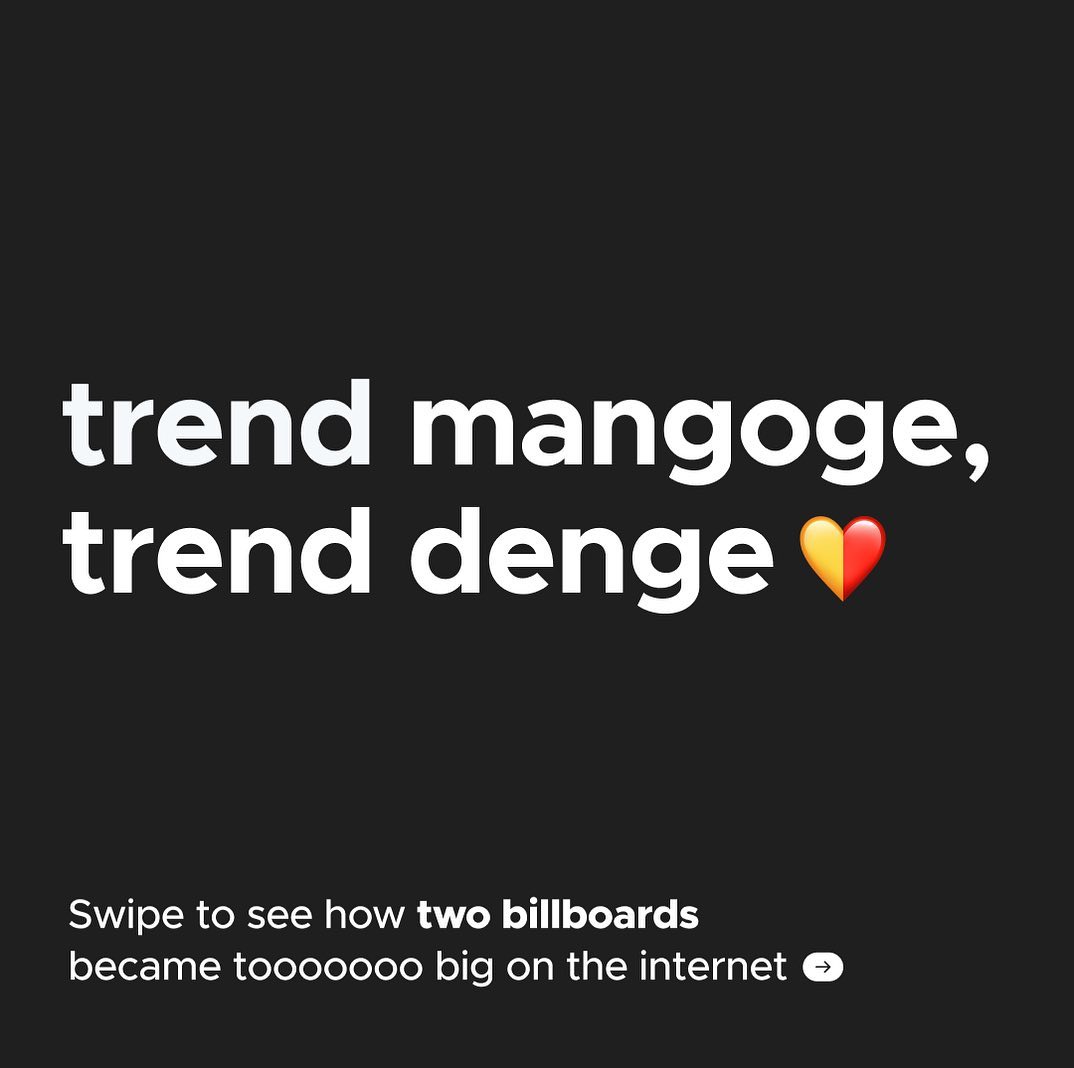 trend mangoge,
trend denge
Swipe to see how two billboards
became tooooooo big on the internet